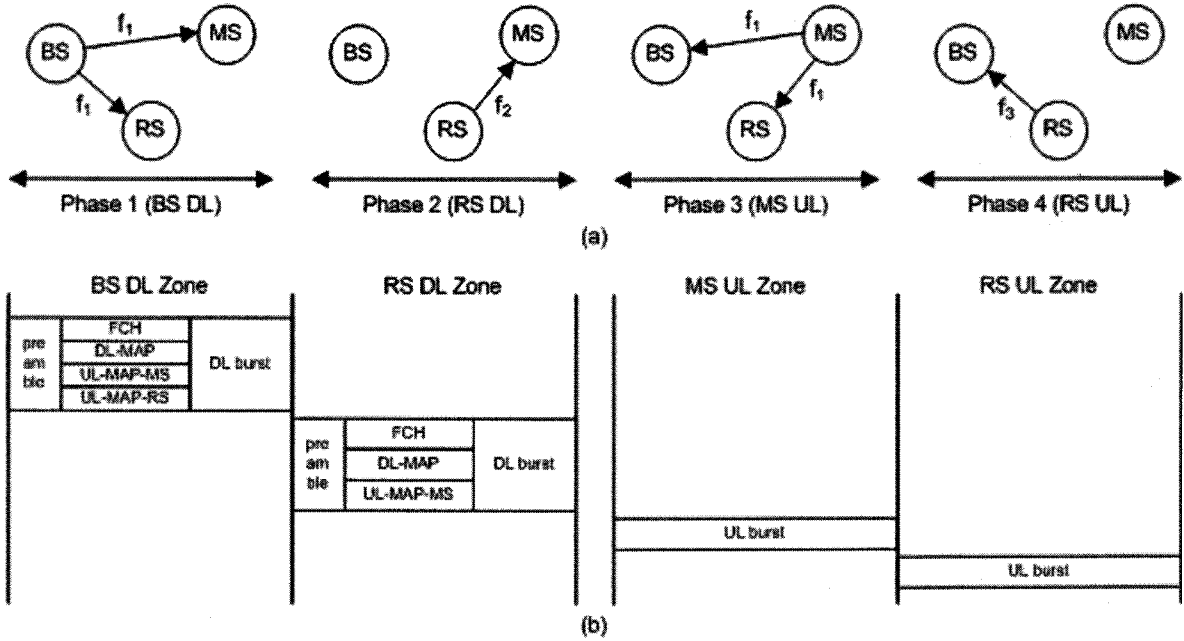 BS f₁ MS f₁ RS
BS MS f₂ RS
BS f₁ MS f₁ RS
BS MS f₃ RS
Phase 1 (BS DL) Phase 2 (RS DL) Phase 3 (MS UL) Phase 4 (RS UL)
(a)
BS DL Zone RS DL Zone MS UL Zone RS UL Zone
pre
am
ble
FCH
DL-MAP
UL-MAP-MS
UL-MAP-RS
DL burst
pre
am
ble
FCH
DL-MAP
UL-MAP-MS
DL burst
UL burst
UL burst
(b)